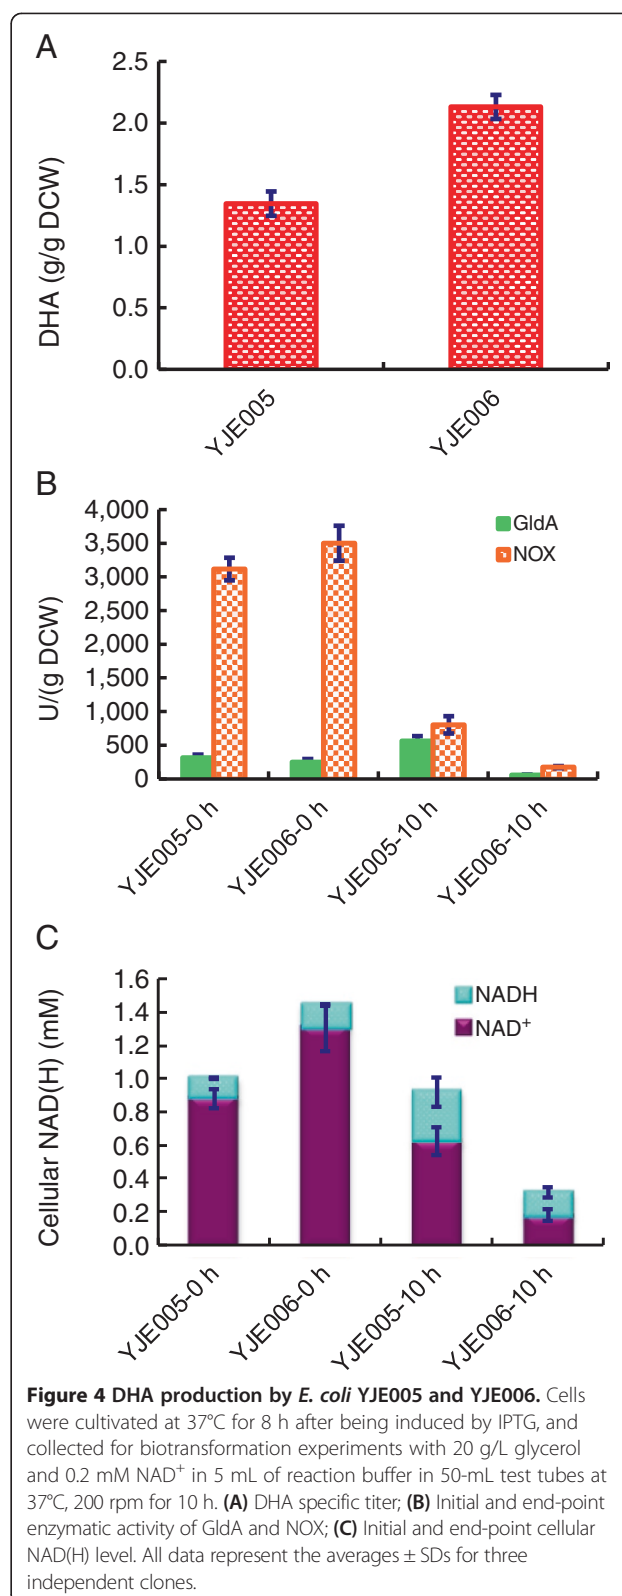 A
2.5
2.0
1.5
1.0
0.5
0.0
DHA (g/g DCW)
YJE005
YJE006
B
4,000
3,500
3,000
2,500
2,000
1,500
1,000
500
0
U/(g DCW)
GldA
NOX
YJE005-0 h
YJE006-0 h
YJE005-10 h
YJE006-10 h
C
1.6
1.4
1.2
1.0
0.8
0.6
0.4
0.2
0.0
Cellular NAD(H) (mM)
NADH
NAD⁺
YJE005-0 h
YJE006-0 h
YJE005-10 h
YJE006-10 h
Figure 4 DHA production by E. coli YJE005 and YJE006. Cells
were cultivated at 37°C for 8 h after being induced by IPTG, and
collected for biotransformation experiments with 20 g/L glycerol
and 0.2 mM NAD⁺ in 5 mL of reaction buffer in 50-mL test tubes at
37°C, 200 rpm for 10 h. (A) DHA specific titer; (B) Initial and end-point
enzymatic activity of GldA and NOX; (C) Initial and end-point cellular
NAD(H) level. All data represent the averages ± SDs for three
independent clones.